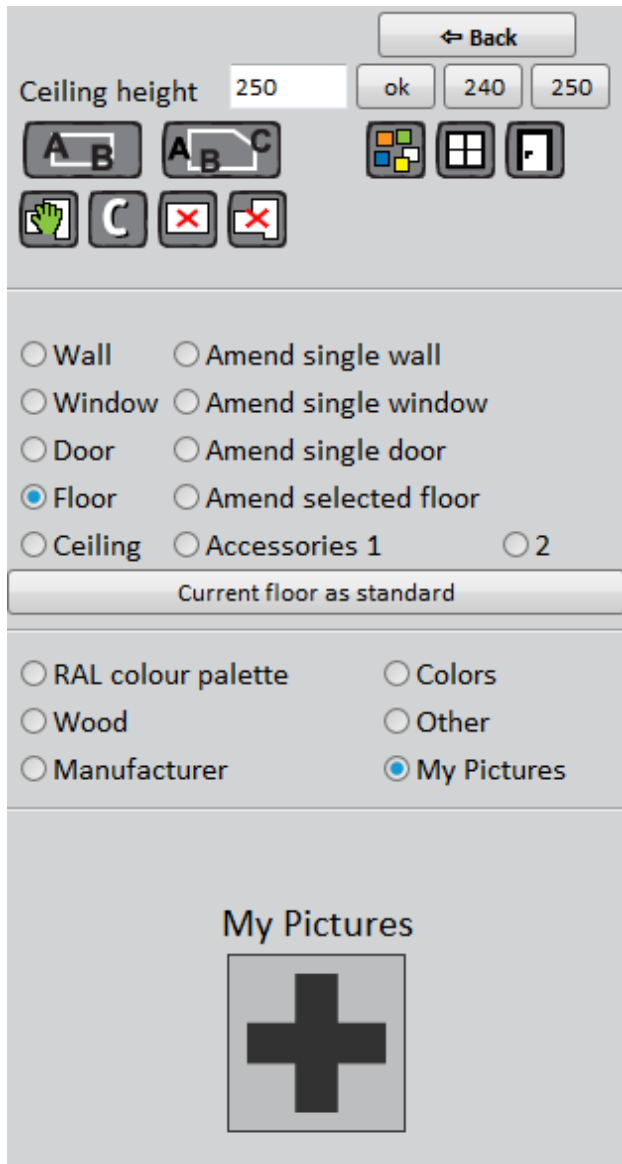 ⇦ Back
Ceiling height 250 ok 240 250
A B A B C
C
Wall Amend single wall
Window Amend single window
Door Amend single door
Floor Amend selected floor
Ceiling Accessories 1 2
Current floor as standard
RAL colour palette Colors
Wood Other
Manufacturer My Pictures
My Pictures